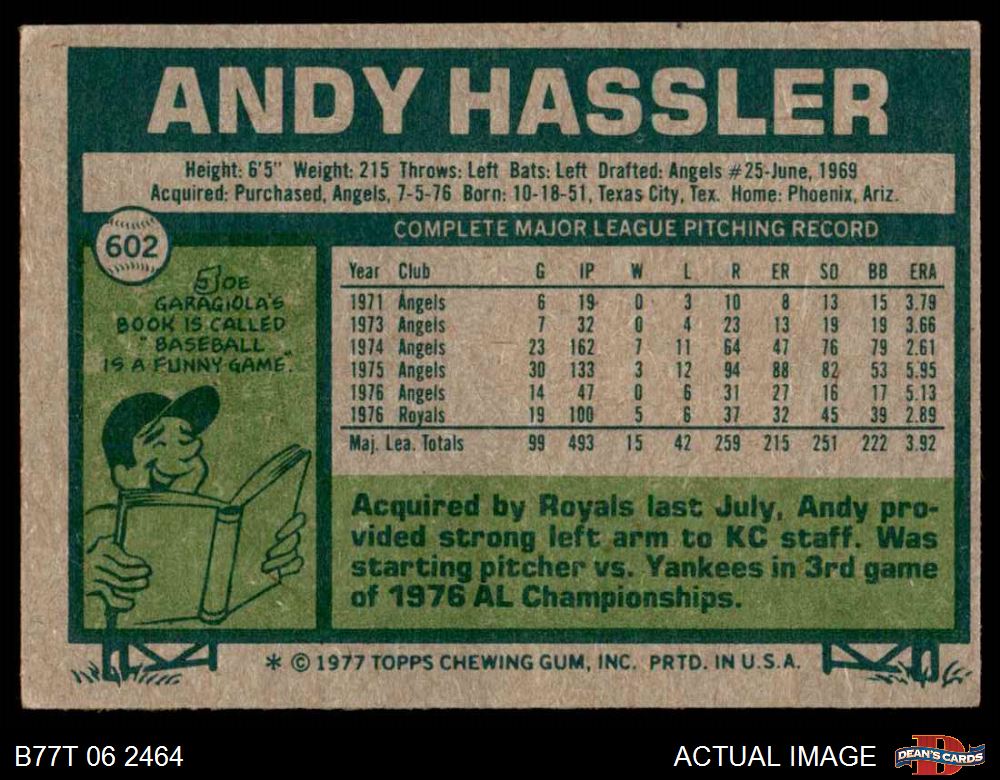 ANDY HASSLER
Height: 6'5" Weight: 215 Throws: Left Bats: Left Drafted: Angels #25-June, 1969
Acquired: Purchased, Angels, 7-5-76 Born: 10-18-51, Texas City, Tex. Home: Phoenix, Ariz.
602
COMPLETE MAJOR LEAGUE PITCHING RECORD
JOE
GARAGIOLA'S
BOOK IS CALLED
"BASEBALL
IS A FUNNY GAME".
Year Club G IP W L R ER SO BB ERA
1971 Angels 6 19 0 3 10 8 13 15 3.79
1973 Angels 7 32 0 4 23 13 19 19 3.66
1974 Angels 23 162 7 11 64 47 76 79 2.61
1975 Angels 30 133 3 12 94 88 82 53 5.95
1976 Angels 14 47 0 6 31 27 16 17 5.13
1976 Royals 19 100 5 6 37 32 45 39 2.89
Maj. Lea. Totals 99 493 15 42 259 215 251 222 3.92
Acquired by Royals last July, Andy pro-
vided strong left arm to KC staff. Was
starting pitcher vs. Yankees in 3rd game
of 1976 AL Championships.
* © 1977 TOPPS CHEWING GUM, INC. PRTD. IN U.S.A.
B77T 06 2464
ACTUAL IMAGE
DEAN'S CARDS